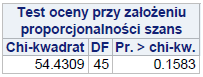 Test oceny przy założeniu
proporcjonalności szans
Chi-kwadrat DF Pr. > chi-kw.
54.4309 45 0.1583